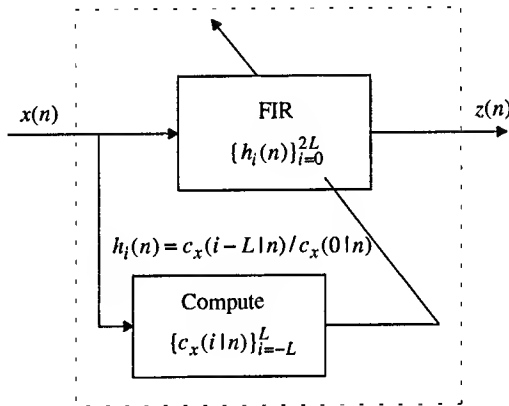 FIR
x(n)
z(n)
{h_i(n)}_{i=0}^{2L}
h_i(n) = c_x(i-L|n)/c_x(0|n)
Compute
{c_x(i|n)}_{i=-L}^{L}